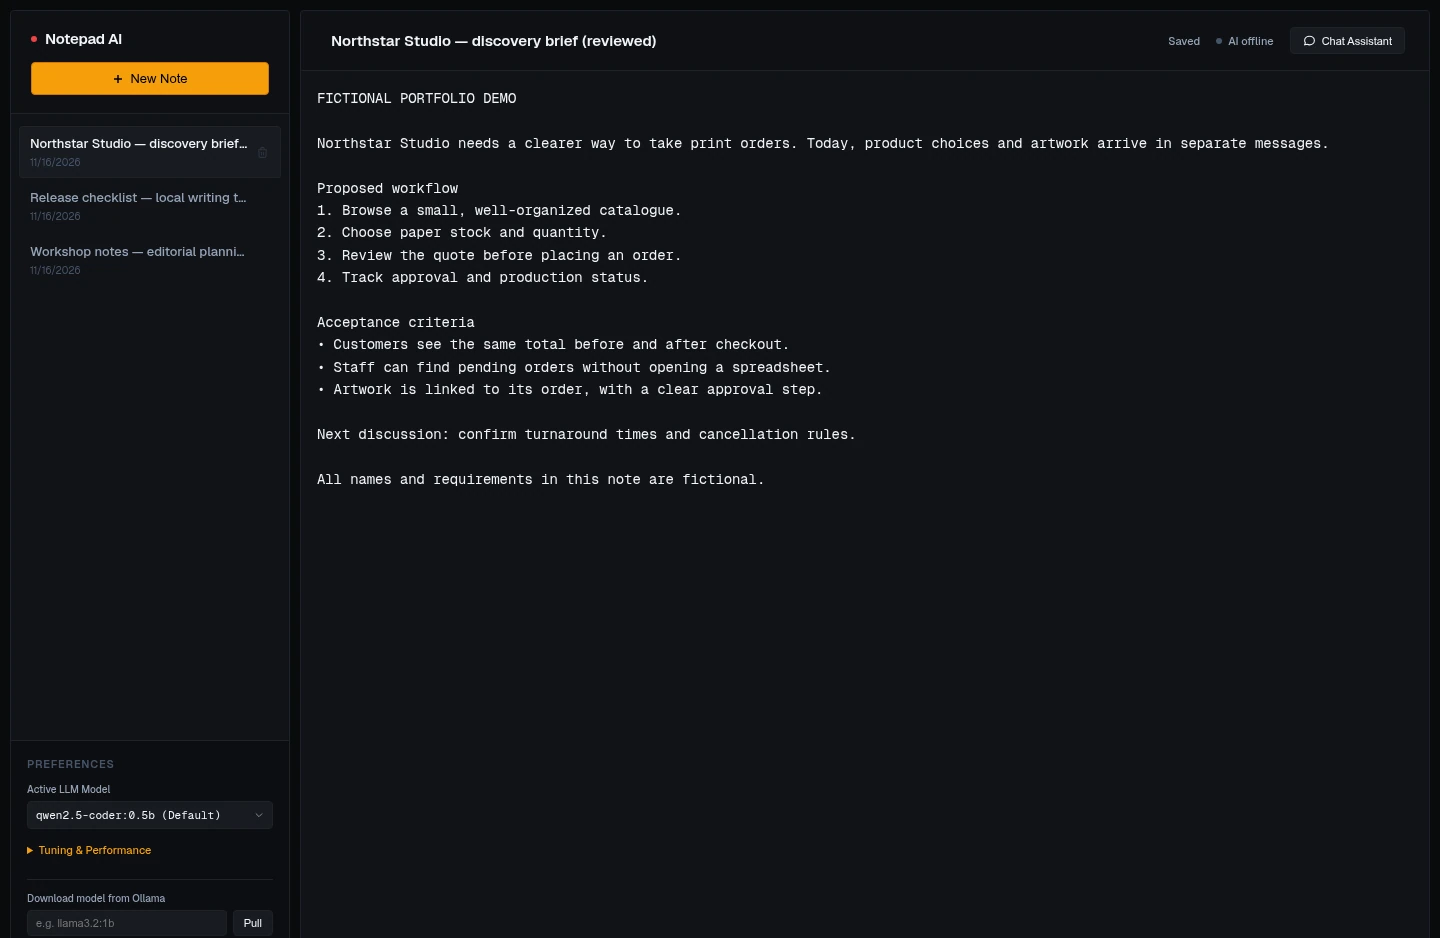 Notepad AI
+ New Note
Northstar Studio — discovery brief...
11/16/2026
Release checklist — local writing t...
11/16/2026
Workshop notes — editorial planni...
11/16/2026
PREFERENCES
Active LLM Model
qwen2.5-coder:0.5b (Default)
Tuning & Performance
Download model from Ollama
e.g. llama3.2:1b
Pull
Northstar Studio — discovery brief (reviewed)
Saved
AI offline
Chat Assistant
FICTIONAL PORTFOLIO DEMO
Northstar Studio needs a clearer way to take print orders. Today, product choices and artwork arrive in separate messages.
Proposed workflow
1. Browse a small, well-organized catalogue.
2. Choose paper stock and quantity.
3. Review the quote before placing an order.
4. Track approval and production status.
Acceptance criteria
• Customers see the same total before and after checkout.
• Staff can find pending orders without opening a spreadsheet.
• Artwork is linked to its order, with a clear approval step.
Next discussion: confirm turnaround times and cancellation rules.
All names and requirements in this note are fictional.